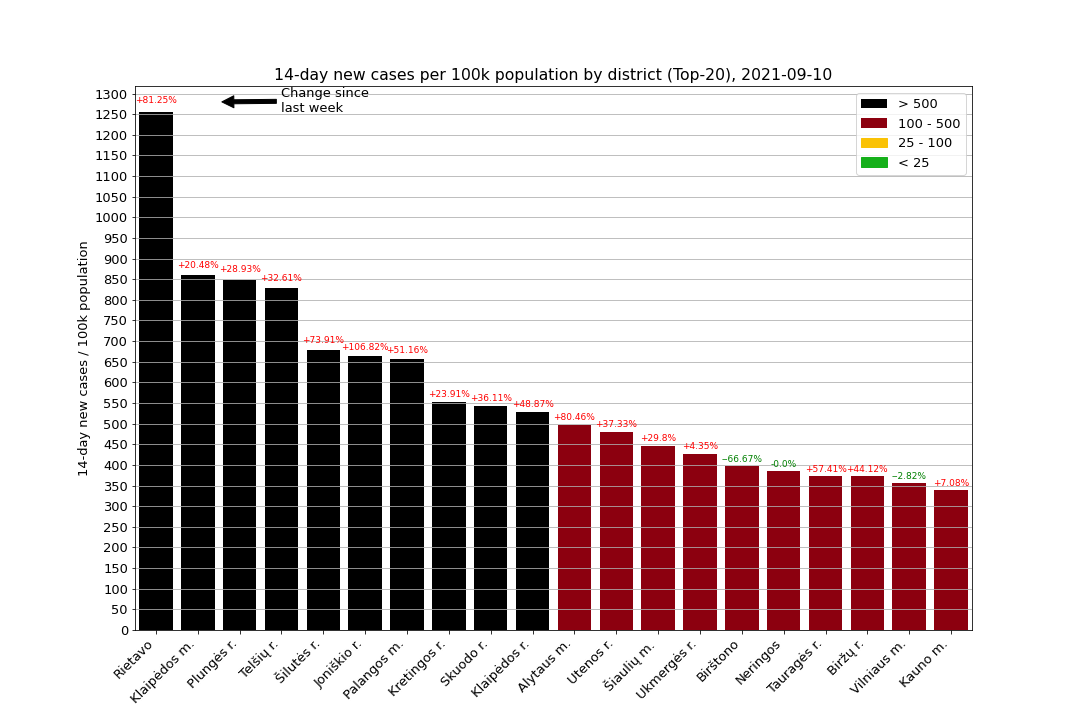 14-day new cases per 100k population by district (Top-20), 2021-09-10
14-day new cases / 100k population
1300
1250
1200
1150
1100
1050
1000
950
900
850
800
750
700
650
600
550
500
450
400
350
300
250
200
150
100
50
0
Change since
last week
> 500
100 - 500
25 - 100
< 25
+81.25%
+20.48%
+28.93%
+32.61%
+73.91%
+106.82%
+51.16%
+23.91%
+36.11%
+48.87%
+80.46%
+37.33%
+29.8%
+4.35%
−66.67%
-0.0%
+57.41%
+44.12%
−2.82%
+7.08%
Rietavo
Klaipėdos m.
Plungės r.
Telšių r.
Šilutės r.
Joniškio r.
Palangos m.
Kretingos r.
Skuodo r.
Klaipėdos r.
Alytaus m.
Utenos r.
Šiaulių m.
Ukmergės r.
Birštono
Neringos
Tauragės r.
Biržų r.
Vilniaus m.
Kauno m.